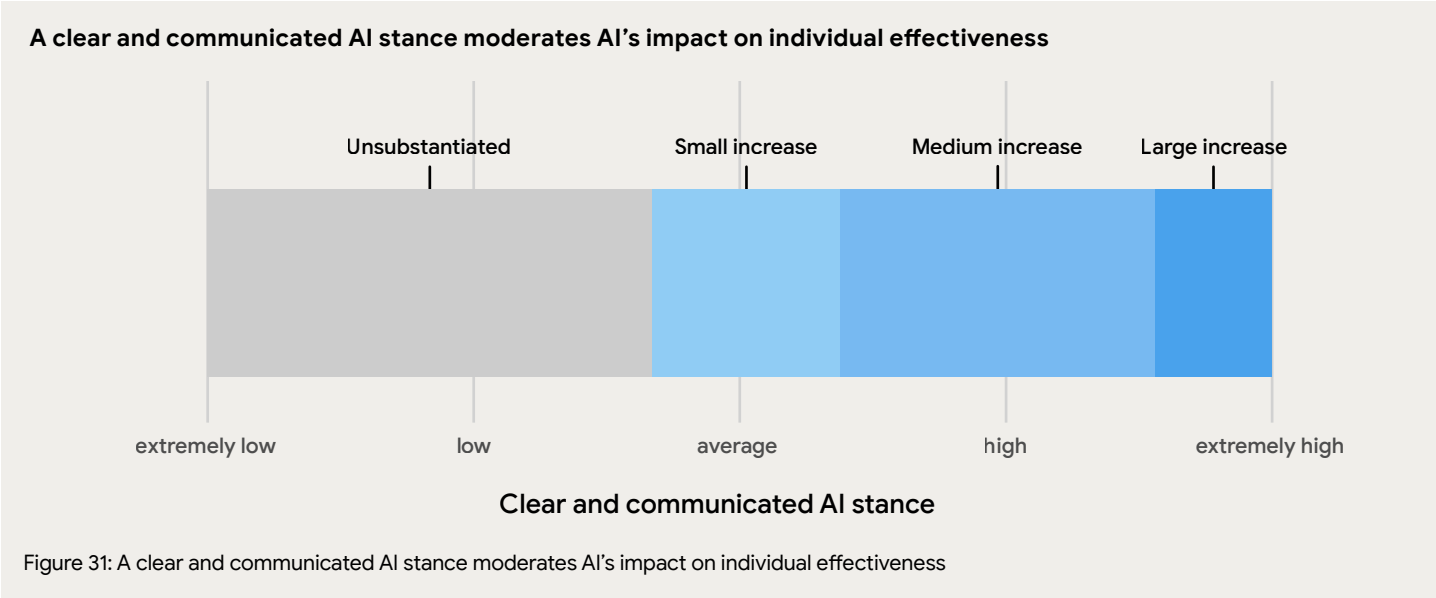 A clear and communicated AI stance moderates AI’s impact on individual effectiveness
Unsubstantiated
Small increase
Medium increase
Large increase
extremely low
low
average
high
extremely high
Clear and communicated AI stance
Figure 31: A clear and communicated AI stance moderates AI’s impact on individual effectiveness